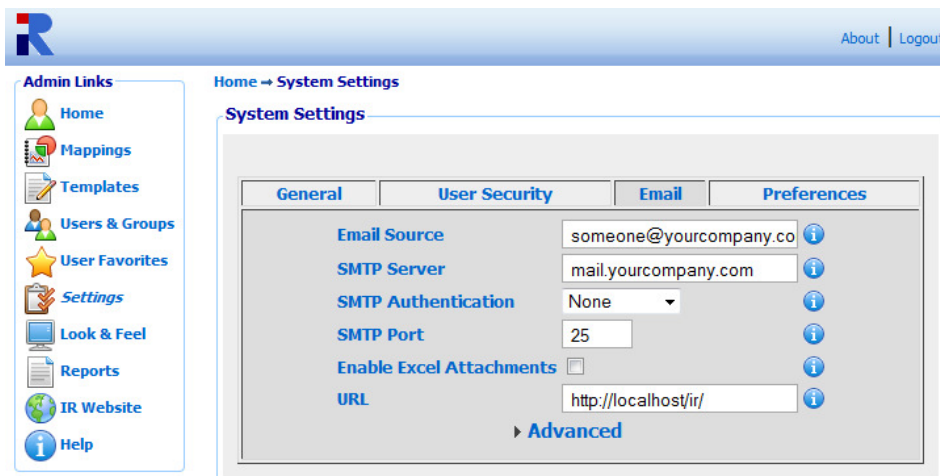 iR
About | Logout
Admin Links
Home
Mappings
Templates
Users & Groups
User Favorites
Settings
Look & Feel
Reports
IR Website
Help
Home → System Settings
System Settings
General User Security Email Preferences
Email Source someone@yourcompany.co
SMTP Server mail.yourcompany.com
SMTP Authentication None
SMTP Port 25
Enable Excel Attachments
URL http://localhost/ir/
Advanced